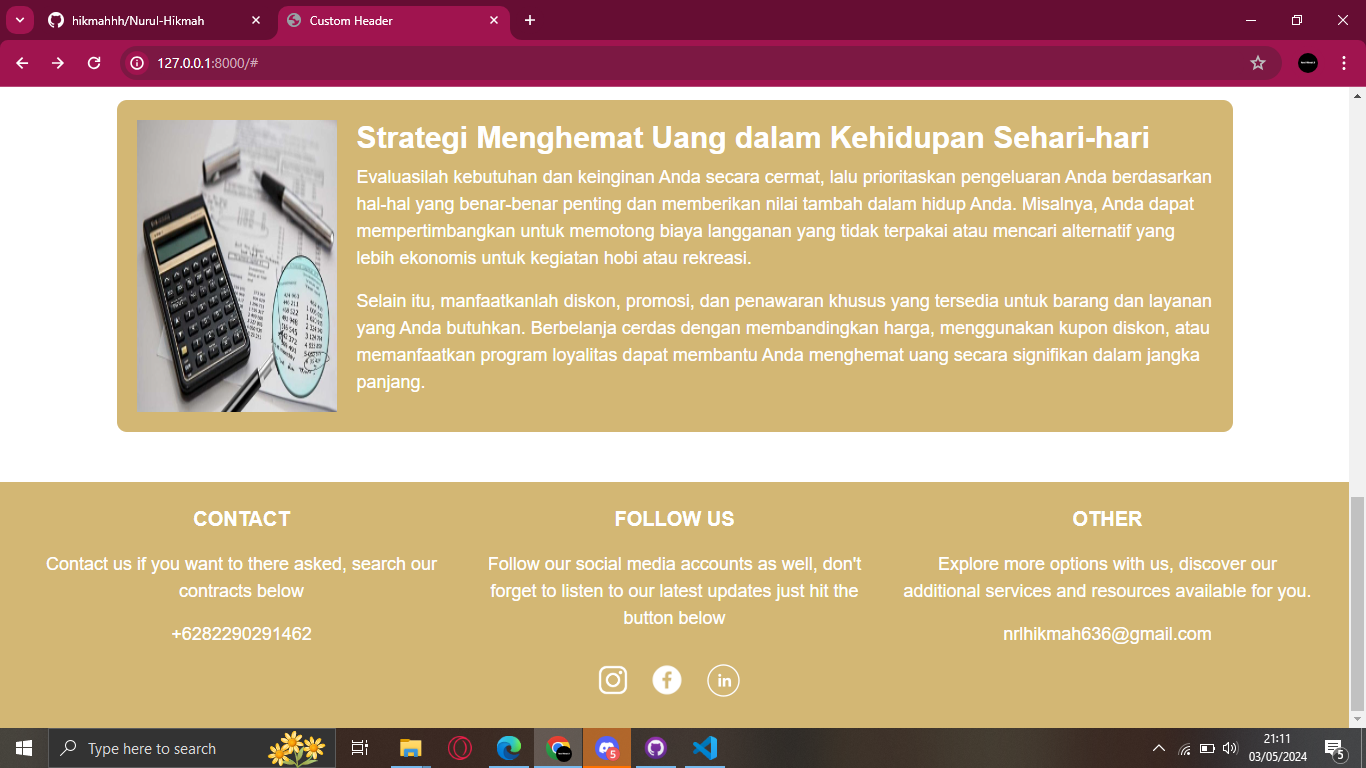 hikmahhh/Nurul-Hikmah
Custom Header
127.0.0.1:8000/#
Strategi Menghemat Uang dalam Kehidupan Sehari-hari
Evaluasilah kebutuhan dan keinginan Anda secara cermat, lalu prioritaskan pengeluaran Anda berdasarkan
hal-hal yang benar-benar penting dan memberikan nilai tambah dalam hidup Anda. Misalnya, Anda dapat
mempertimbangkan untuk memotong biaya langganan yang tidak terpakai atau mencari alternatif yang
lebih ekonomis untuk kegiatan hobi atau rekreasi.
Selain itu, manfaatkanlah diskon, promosi, dan penawaran khusus yang tersedia untuk barang dan layanan
yang Anda butuhkan. Berbelanja cerdas dengan membandingkan harga, menggunakan kupon diskon, atau
memanfaatkan program loyalitas dapat membantu Anda menghemat uang secara signifikan dalam jangka
panjang.
CONTACT
Contact us if you want to there asked, search our
contracts below
+6282290291462
FOLLOW US
Follow our social media accounts as well, don't
forget to listen to our latest updates just hit the
button below
in
OTHER
Explore more options with us, discover our
additional services and resources available for you.
nrlhikmah636@gmail.com
Type here to search
5
21:11
03/05/2024
5